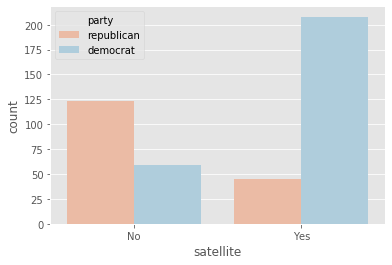 party
republican
democrat
200
175
150
125
100
75
50
25
0
count
No
Yes
satellite